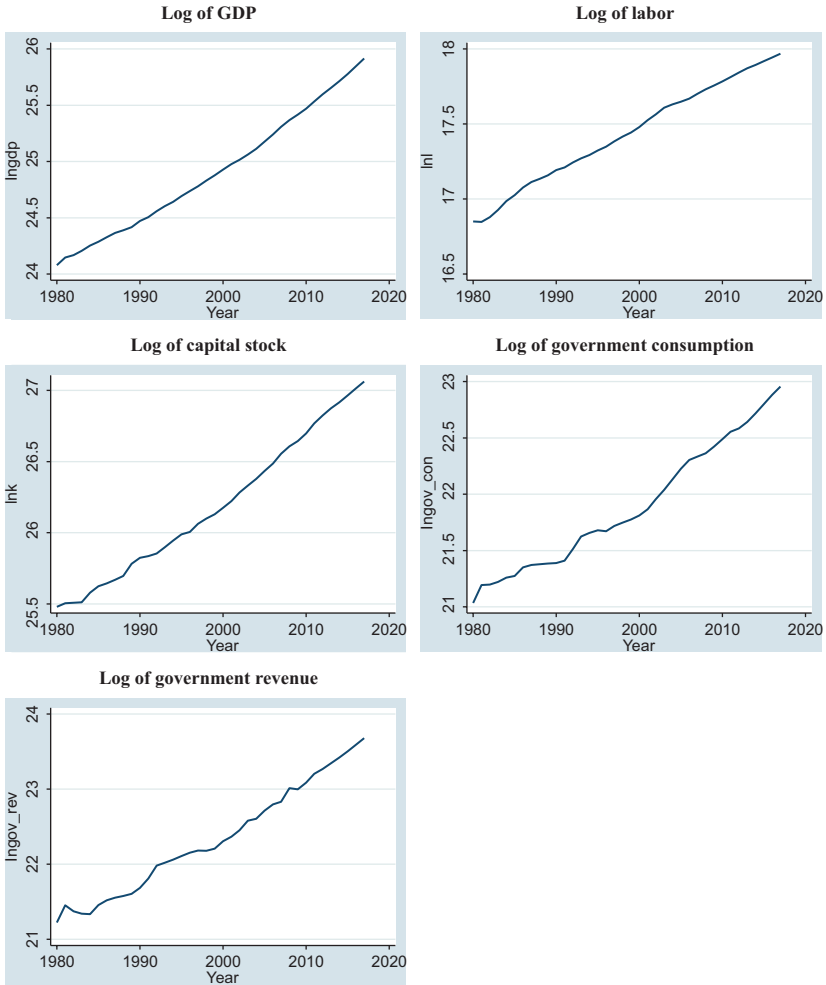 Log of GDP
lngdp
26
25.5
25
24.5
24
1980 1990 2000 2010 2020
Year
Log of labor
lnl
18
17.5
17
16.5
1980 1990 2000 2010 2020
Year
Log of capital stock
lnk
27
26.5
26
25.5
1980 1990 2000 2010 2020
Year
Log of government consumption
lngov_con
23
22.5
22
21.5
21
1980 1990 2000 2010 2020
Year
Log of government revenue
lngov_rev
24
23
22
21
1980 1990 2000 2010 2020
Year